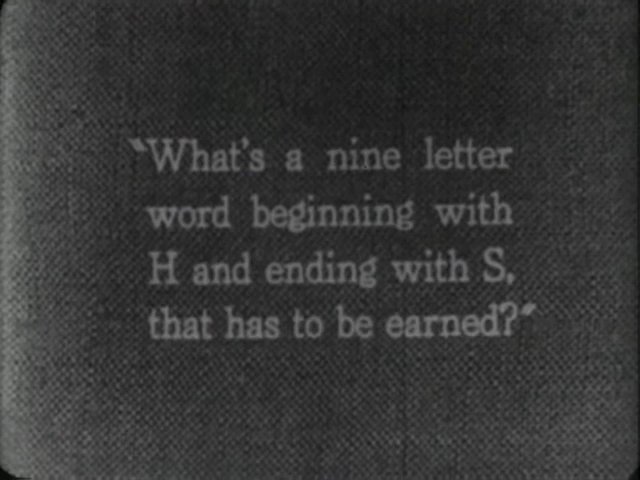 "What's a nine letter
word beginning with
H and ending with S,
that has to be earned?"